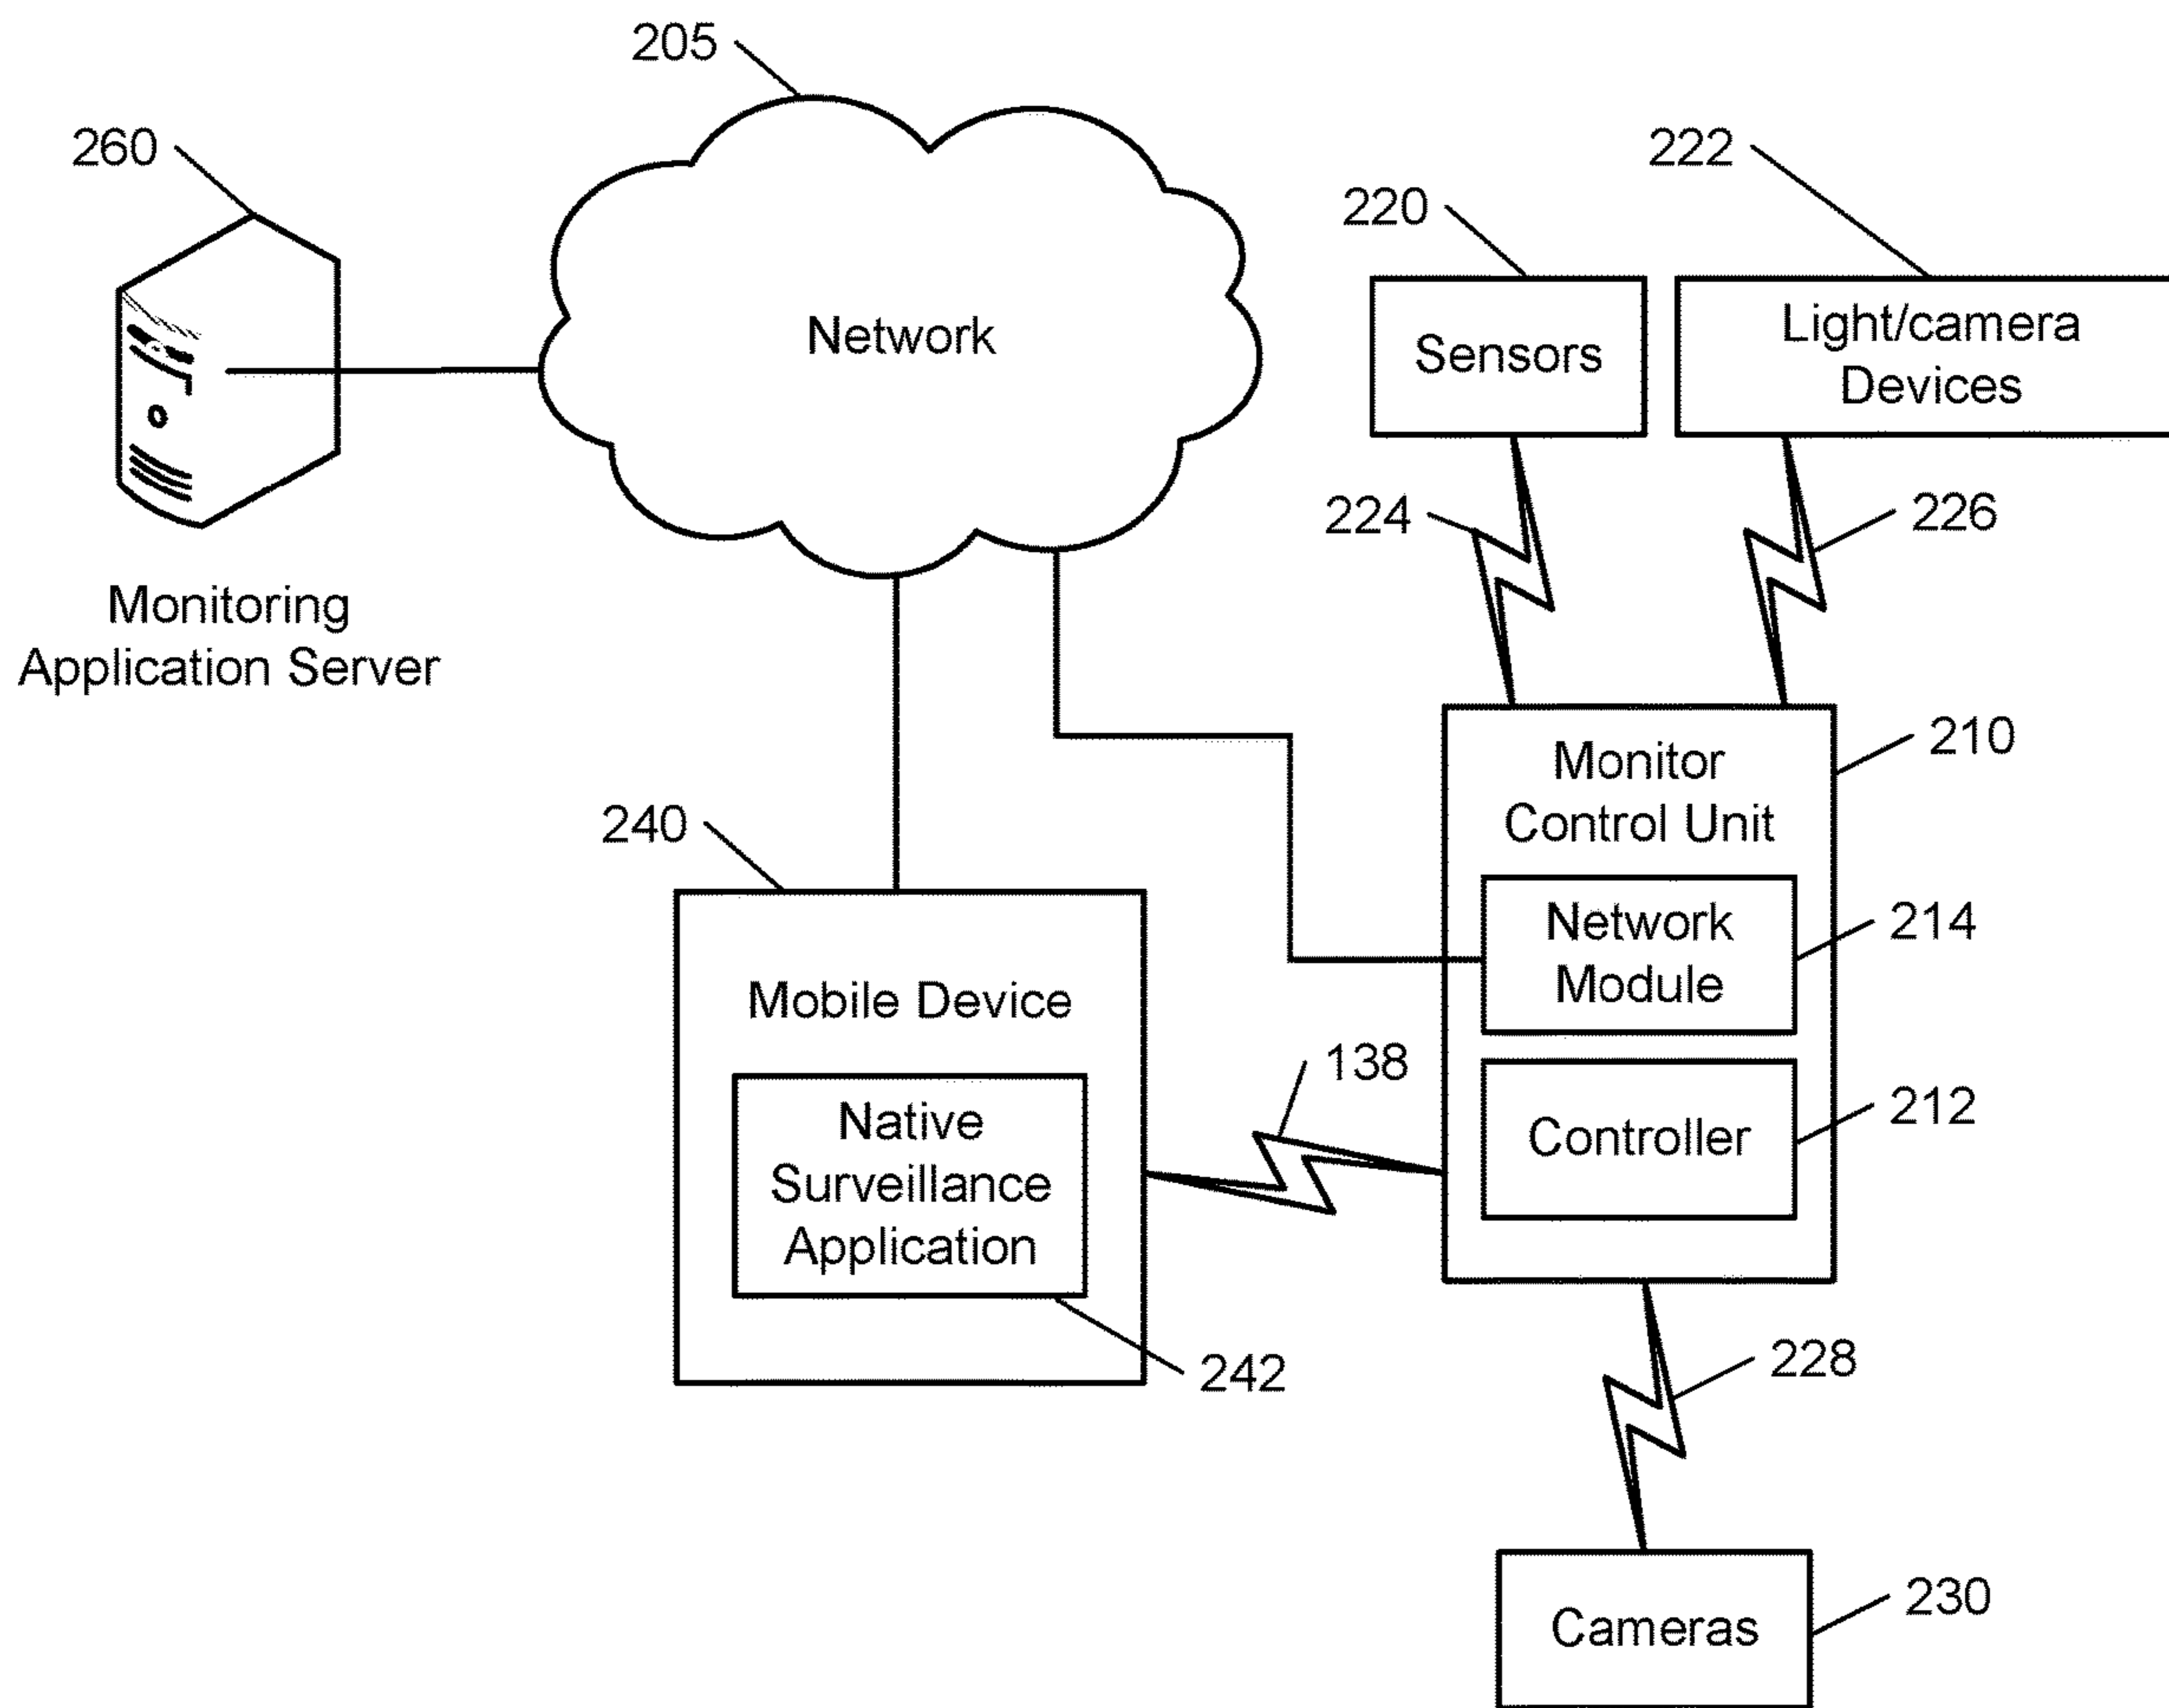 205
260
222
220
Network
Sensors
Light/camera
Devices
224
226
Monitoring
Application Server
210
Monitor
Control Unit
240
Network
Module
214
Mobile Device
138
212
Controller
Native
Surveillance
Application
242
228
Cameras
230